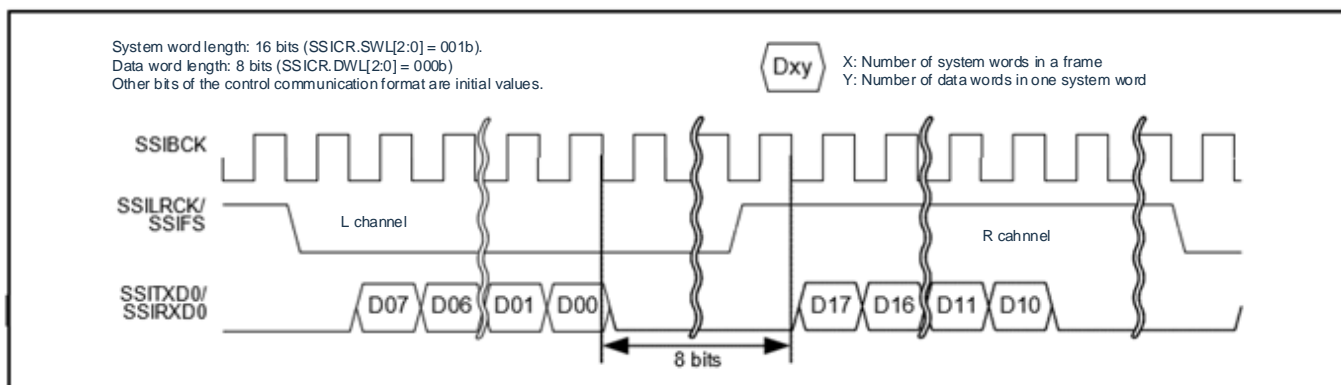 System word length: 16 bits (SSICR.SWL[2:0] = 001b).
Data word length: 8 bits (SSICR.DWL[2:0] = 000b)
Other bits of the control communication format are initial values.
Dxy
X: Number of system words in a frame
Y: Number of data words in one system word
SSIBCK
SSILRCK/
SSIFS
L channel
R cahnnel
SSITXD0/
SSIRXD0
D07 D06 D01 D00 D17 D16 D11 D10
8 bits